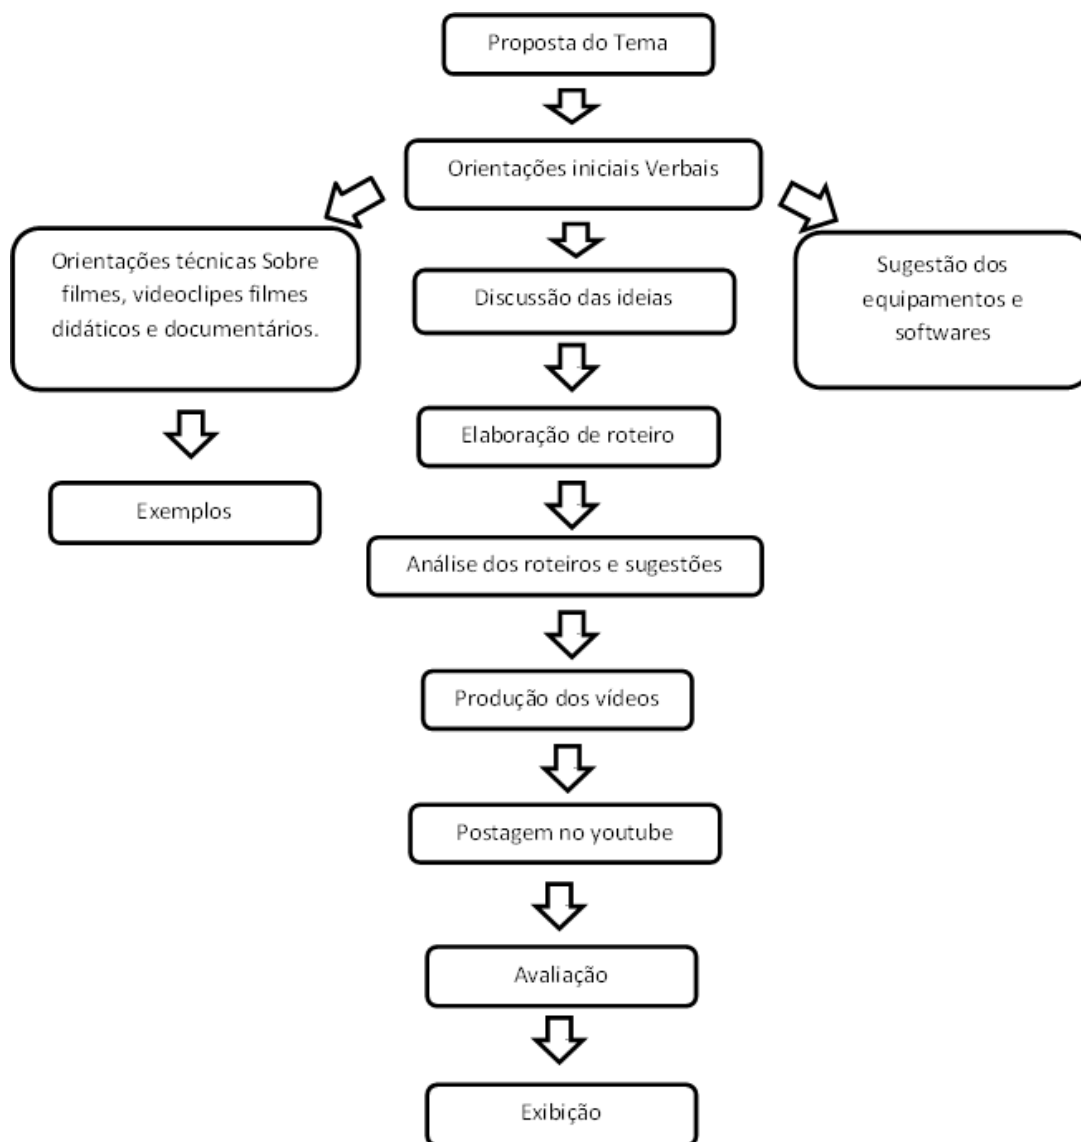 Proposta do Tema
Orientações iniciais Verbais
Orientações técnicas Sobre
filmes, videoclipes filmes
didáticos e documentários.
Discussão das ideias
Sugestão dos
equipamentos e
softwares
Elaboração de roteiro
Exemplos
Análise dos roteiros e sugestões
Produção dos vídeos
Postagem no youtube
Avaliação
Exibição